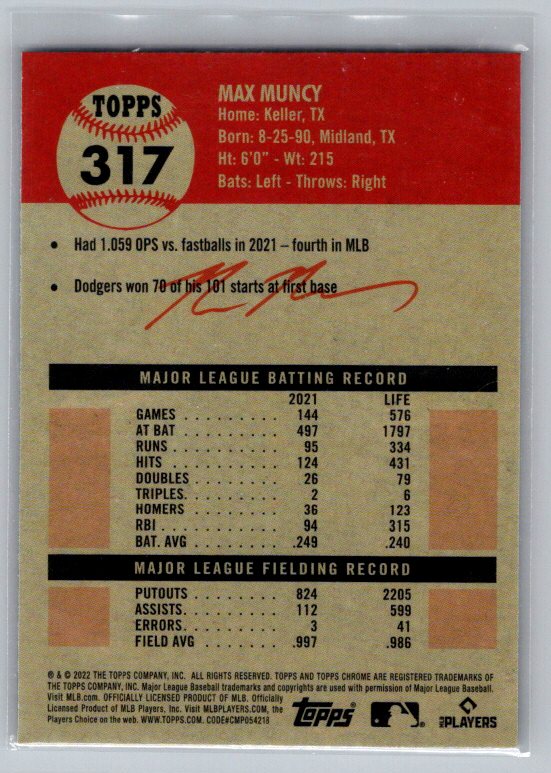 TOPPS
317
MAX MUNCY
Home: Keller, TX
Born: 8-25-90, Midland, TX
Ht: 6'0" - Wt: 215
Bats: Left - Throws: Right
• Had 1.059 OPS vs. fastballs in 2021 – fourth in MLB
• Dodgers won 70 of his 101 starts at first base
MAJOR LEAGUE BATTING RECORD
2021 LIFE
GAMES . . . . . . . . . 144 576
AT BAT . . . . . . . . . 497 1797
RUNS . . . . . . . . . . 95 334
HITS . . . . . . . . . . 124 431
DOUBLES . . . . . . . . 26 79
TRIPLES. . . . . . . . . 2 6
HOMERS . . . . . . . . 36 123
RBI . . . . . . . . . . . 94 315
BAT. AVG . . . . . . . . .249 .240
MAJOR LEAGUE FIELDING RECORD
PUTOUTS . . . . . . . . 824 2205
ASSISTS. . . . . . . . . 112 599
ERRORS. . . . . . . . . 3 41
FIELD AVG . . . . . . . .997 .986
® & © 2022 THE TOPPS COMPANY, INC. ALL RIGHTS RESERVED. TOPPS AND TOPPS CHROME ARE REGISTERED TRADEMARKS OF
THE TOPPS COMPANY, INC. Major League Baseball trademarks and copyrights are used with permission of Major League Baseball.
Visit MLB.com. OFFICIALLY LICENSED PRODUCT OF MLB. Officially
Licensed Product of MLB Players, Inc. Visit MLBPLAYERS.COM, the
Players Choice on the web. WWW.TOPPS.COM. CODE#CMP054218
Topps
MLB PLAYERS